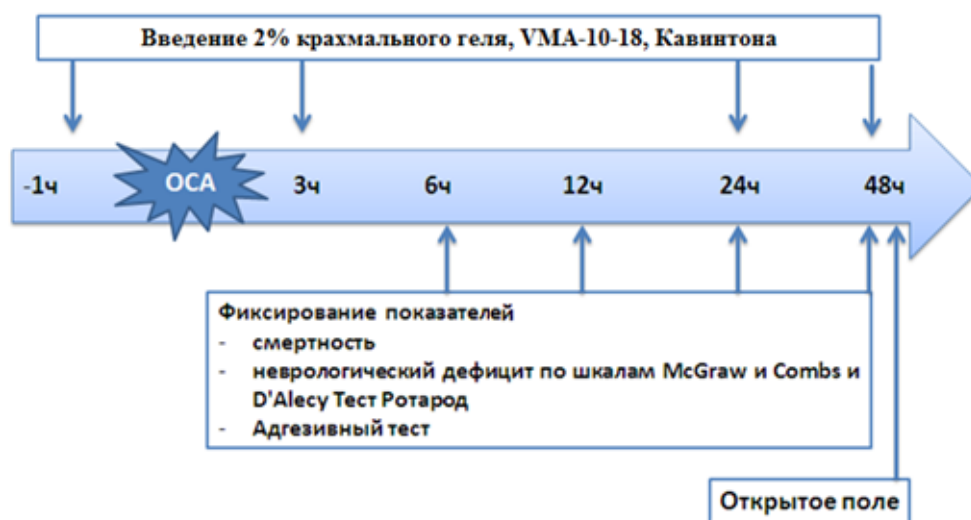 Введение 2% крахмального геля, VMA-10-18, Кавинтона
-1ч ОСА 3ч 6ч 12ч 24ч 48ч
Фиксирование показателей
- смертность
- неврологический дефицит по шкалам McGraw и Combs и
D'Alecy Тест Ротарод
- Адгезивный тест
Открытое поле